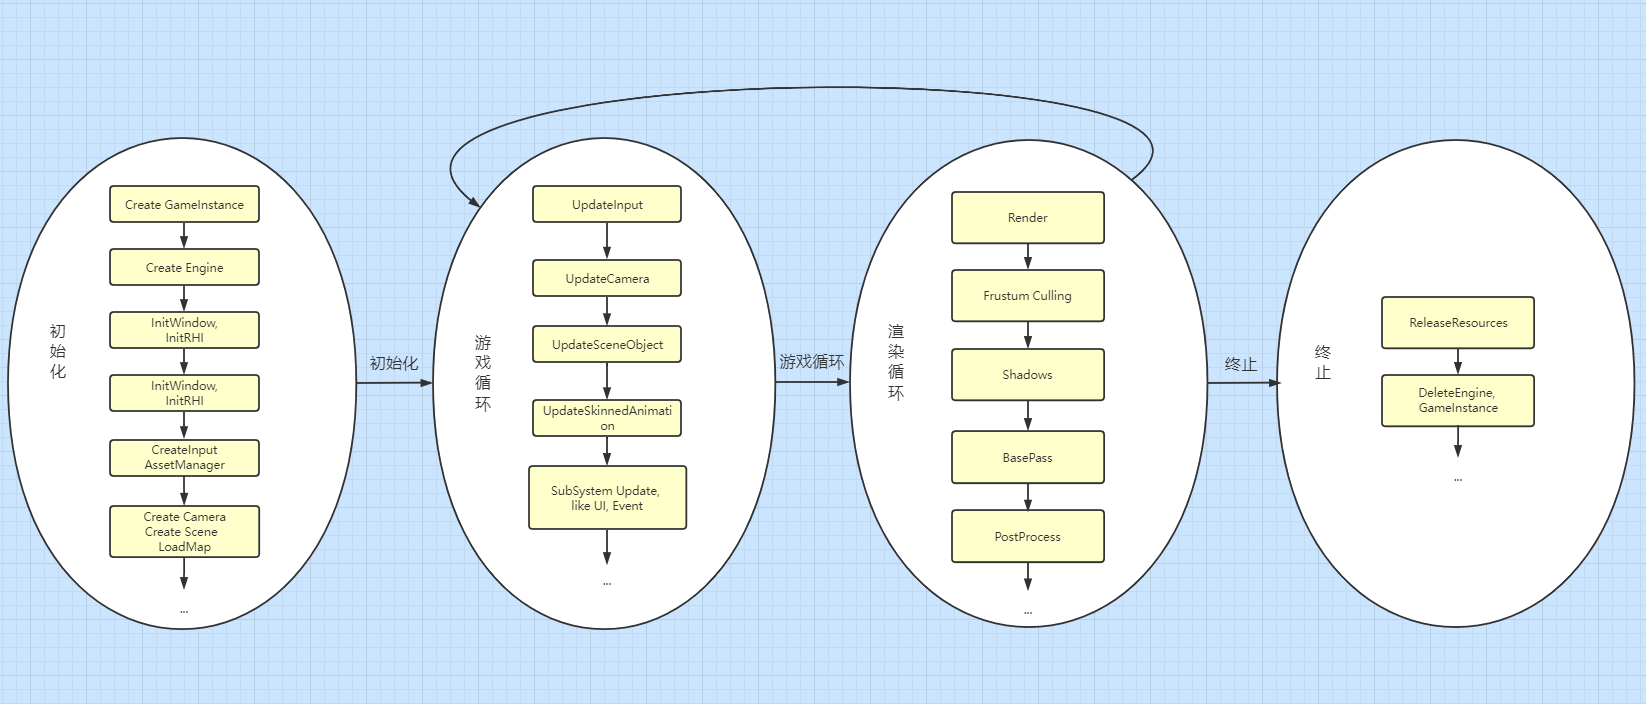 初始化
Create GameInstance
Create Engine
InitWindow,
InitRHI
InitWindow,
InitRHI
CreateInput
AssetManager
Create Camera
Create Scene
LoadMap
...
初始化
游戏循环
UpdateInput
UpdateCamera
UpdateSceneObject
UpdateSkinnedAnimati
on
SubSystem Update,
like UI, Event
...
游戏循环
渲染循环
Render
Frustum Culling
Shadows
BasePass
PostProcess
...
终止
终止
ReleaseResources
DeleteEngine,
GameInstance
...